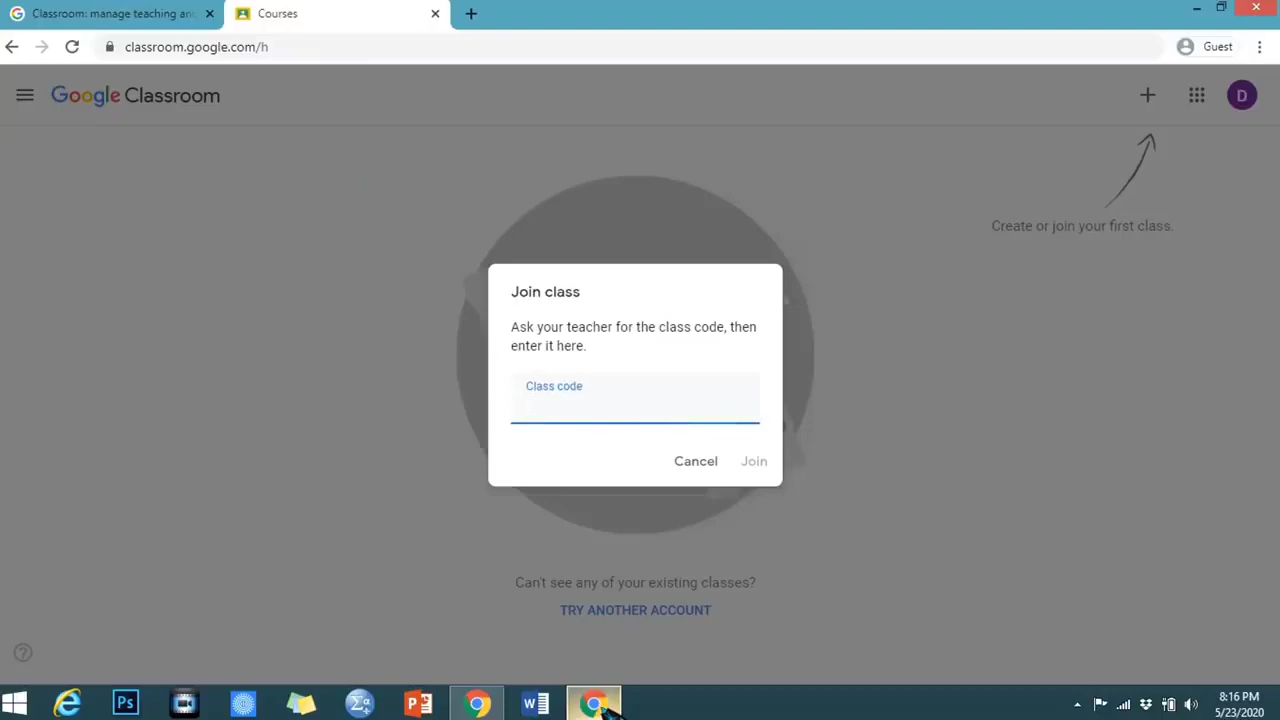 Classroom: manage teaching an
Courses
classroom.google.com/h
Guest
Google Classroom
D
Create or join your first class.
Join class
Ask your teacher for the class code, then
enter it here.
Class code
Cancel
Join
Can't see any of your existing classes?
TRY ANOTHER ACCOUNT
8:16 PM
5/23/2020